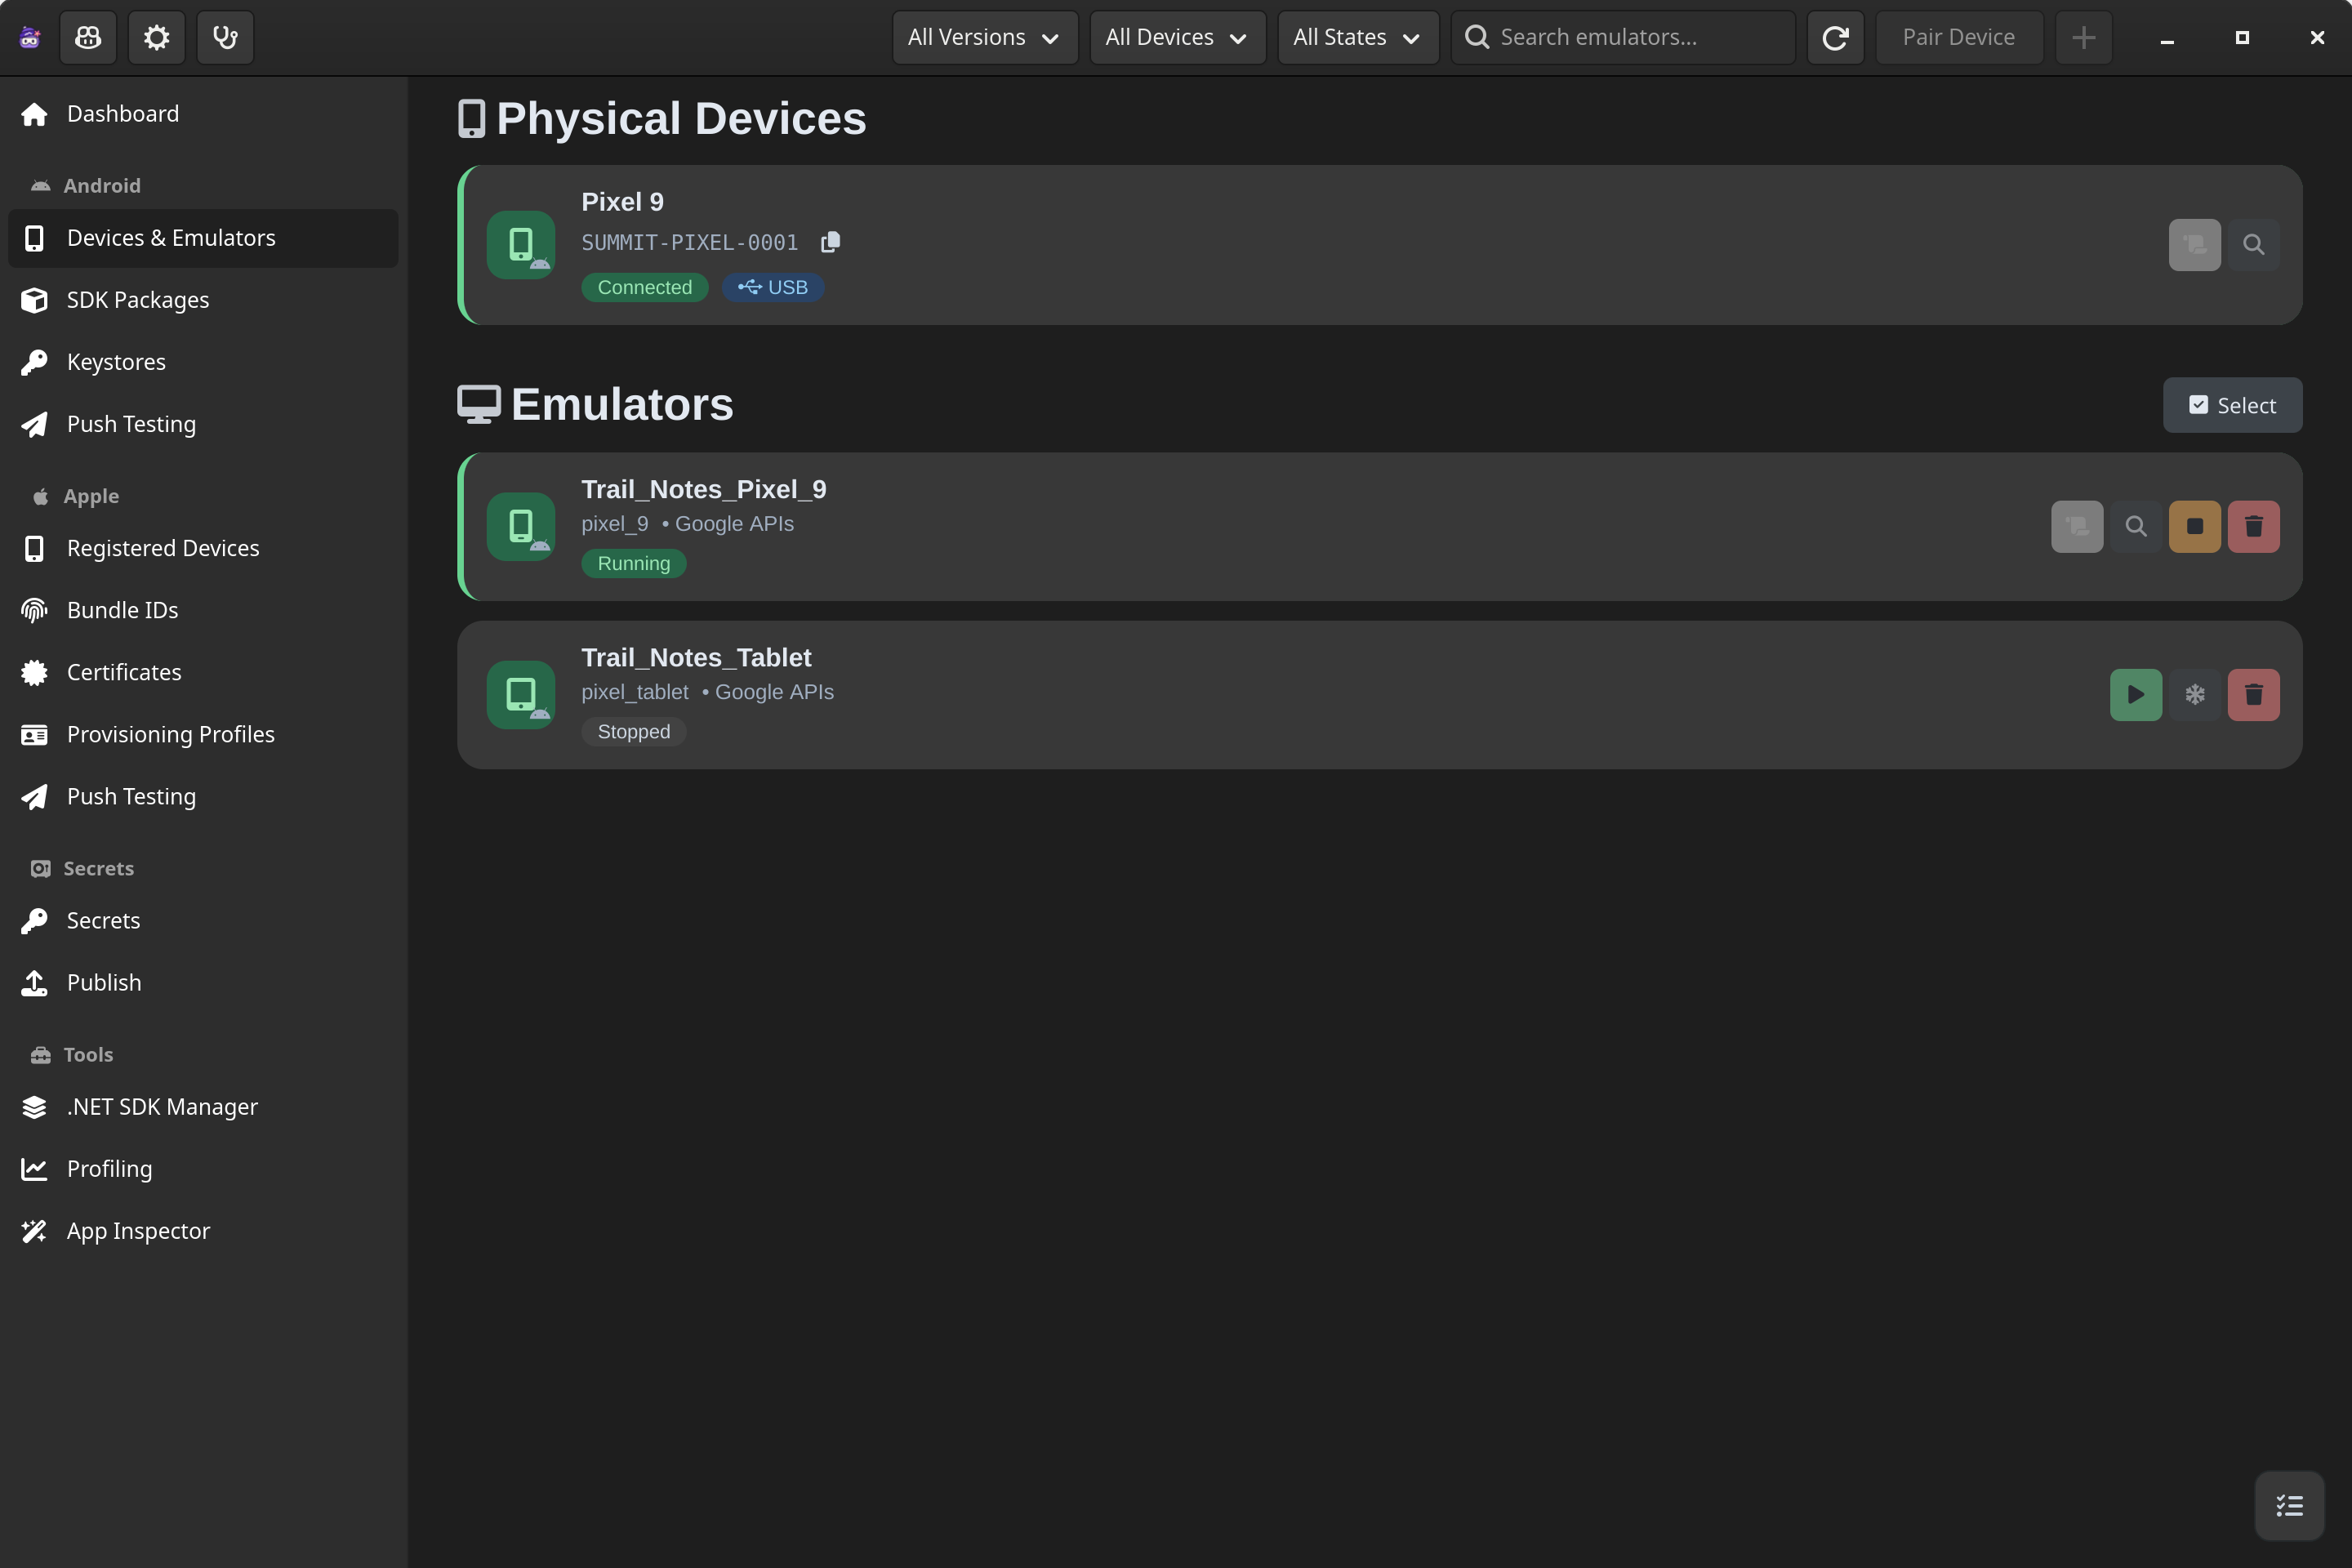 All Versions
All Devices
All States
Search emulators...
Pair Device
Dashboard
Android
Devices & Emulators
SDK Packages
Keystores
Push Testing
Apple
Registered Devices
Bundle IDs
Certificates
Provisioning Profiles
Push Testing
Secrets
Secrets
Publish
Tools
.NET SDK Manager
Profiling
App Inspector
Physical Devices
Pixel 9
SUMMIT-PIXEL-0001
Connected
USB
Emulators
Select
Trail_Notes_Pixel_9
pixel_9 • Google APIs
Running
Trail_Notes_Tablet
pixel_tablet • Google APIs
Stopped